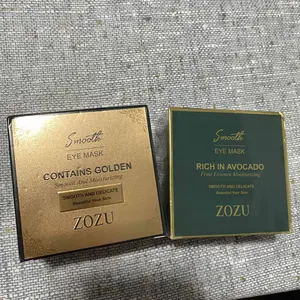 Smooth
EYE MASK
CONTAINS GOLDEN
Smooth And Moisturizing
SMOOTH AND DELICATE
Beautiful Your Skin
ZOZU
Smooth
EYE MASK
RICH IN AVOCADO
Fruit Essence Moisturizing
SMOOTH AND DELICATE
Beautiful Your Skin
ZOZU